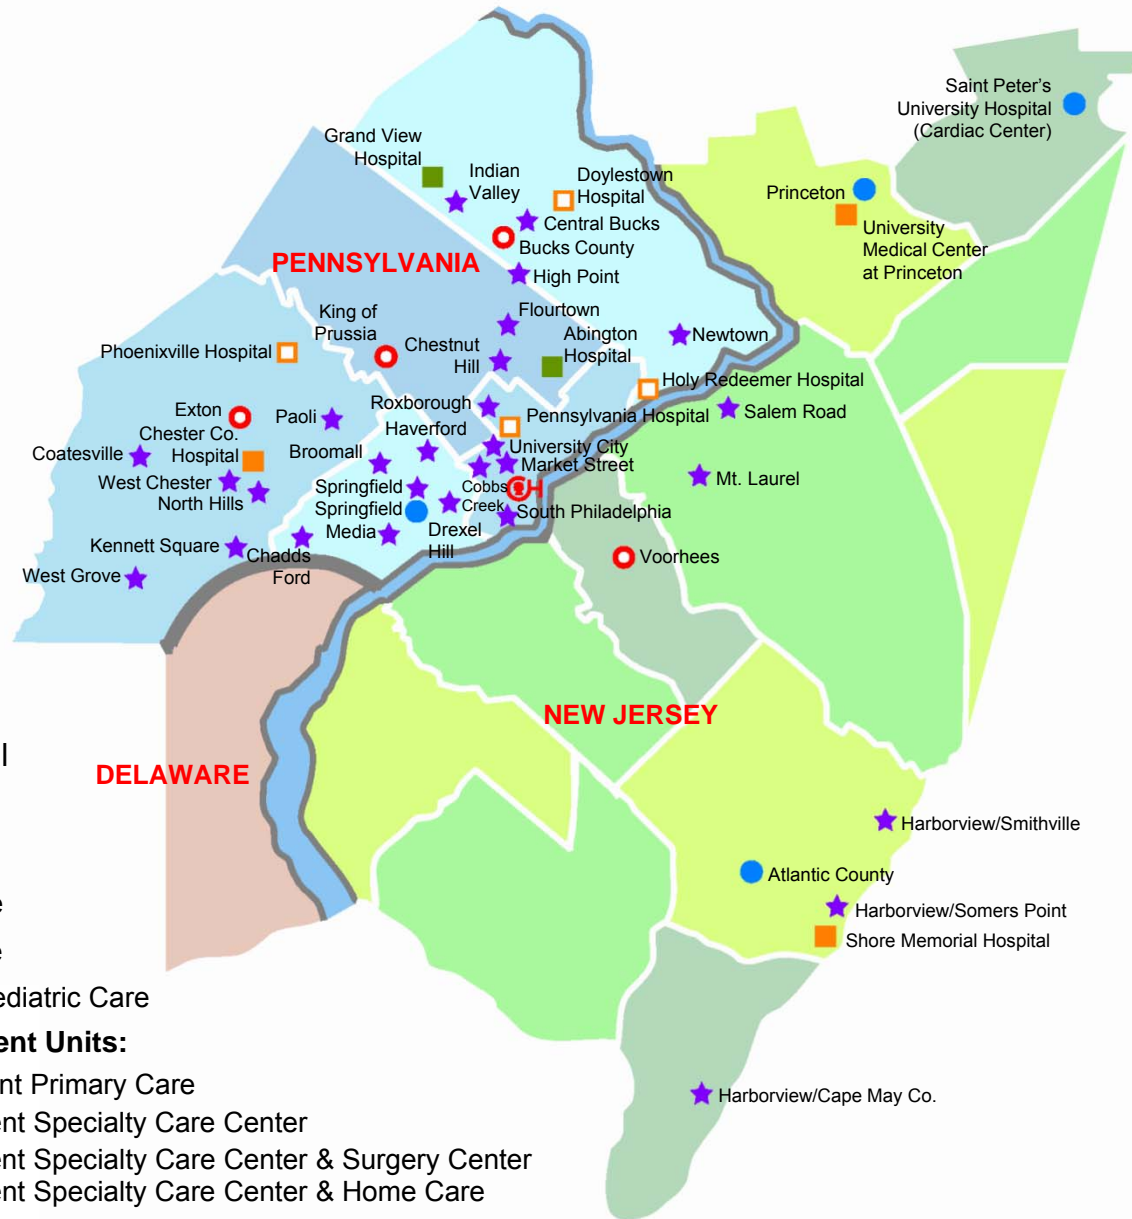 Saint Peter's
University Hospital
(Cardiac Center)
Grand View
Hospital
Indian
Valley
Doylestown
Hospital
Princeton
Central Bucks
University
Medical Center
at Princeton
Bucks County
PENNSYLVANIA
High Point
King of
Prussia
Flourtown
Phoenixville Hospital
Chestnut
Hill
Abington
Hospital
Newtown
Holy Redeemer Hospital
Roxborough
Exton
Paoli
Pennsylvania Hospital
Salem Road
Chester Co.
Hospital
Haverford
Coatesville
Broomall
University City
Market Street
West Chester
North Hills
Springfield
Springfield
Cobbs
Creek
Mt. Laurel
South Philadelphia
Media
Drexel
Hill
Kennett Square
Chadds
Ford
Voorhees
West Grove
NEW JERSEY
DELAWARE
l
Harborview/Smithville
Atlantic County
e
Harborview/Somers Point
Shore Memorial Hospital
e
ediatric Care
ent Units:
nt Primary Care
Harborview/Cape May Co.
ent Specialty Care Center
ent Specialty Care Center & Surgery Center
ent Specialty Care Center & Home Care